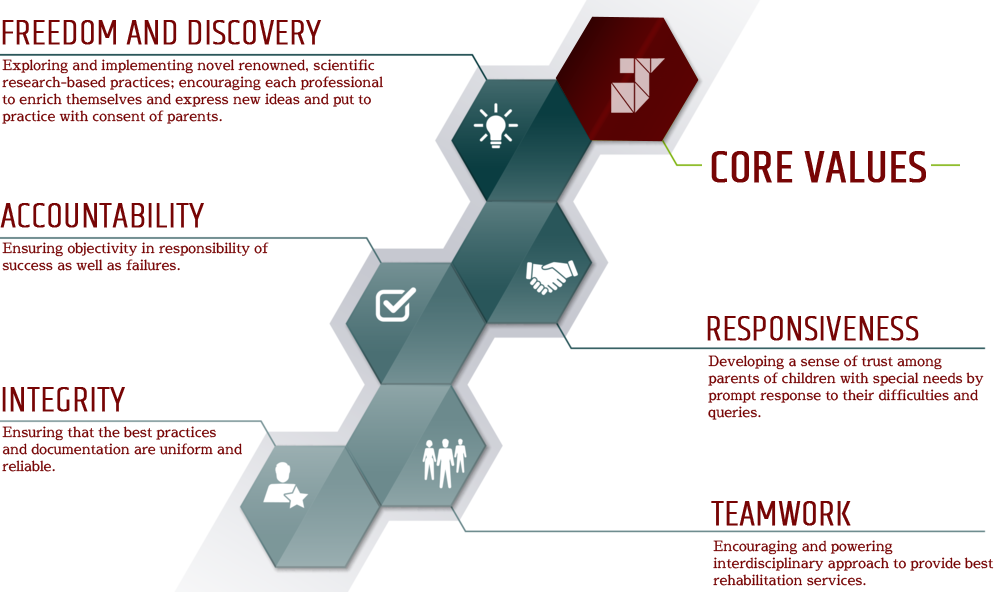 FREEDOM AND DISCOVERY
Exploring and implementing novel renowned, scientific
research-based practices; encouraging each professional
to enrich themselves and express new ideas and put to
practice with consent of parents.
CORE VALUES
ACCOUNTABILITY
Ensuring objectivity in responsibility of
success as well as failures.
RESPONSIVENESS
Developing a sense of trust among
parents of children with special needs by
prompt response to their difficulties and
queries.
INTEGRITY
Ensuring that the best practices
and documentation are uniform and
reliable.
TEAMWORK
Encouraging and powering
interdisciplinary approach to provide best
rehabilitation services.